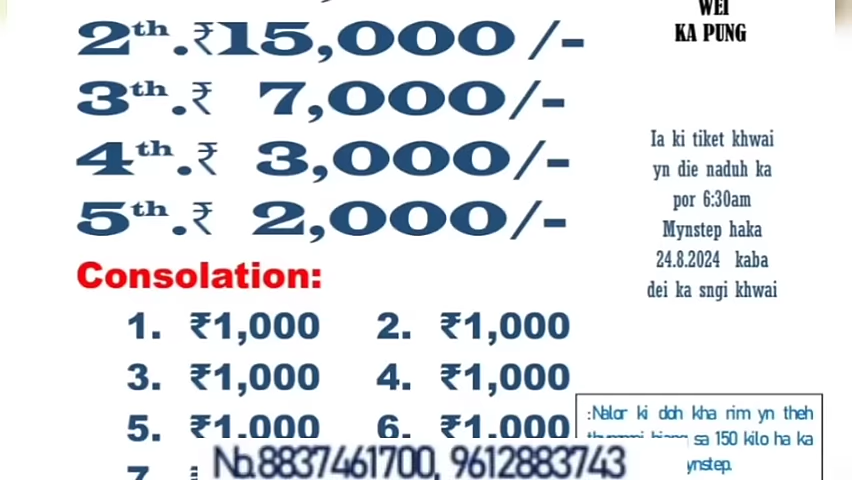 WEI
KA PUNG
2th.₹15,000/-
3th.₹ 7,000/-
4th.₹ 3,000/-
5th.₹ 2,000/-
Ia ki tiket khwai
yn die naduh ka
por 6:30am
Mynstep haka
24.8.2024 kaba
dei ka sngi khwai
Consolation:
1. ₹1,000 2. ₹1,000
3. ₹1,000 4. ₹1,000
5. ₹1,000 6. ₹1,000
7.
:Nalor ki doh kha rim yn theh
sa 150 kilo ha ka
ynstep.
No.8837461700, 9612883743